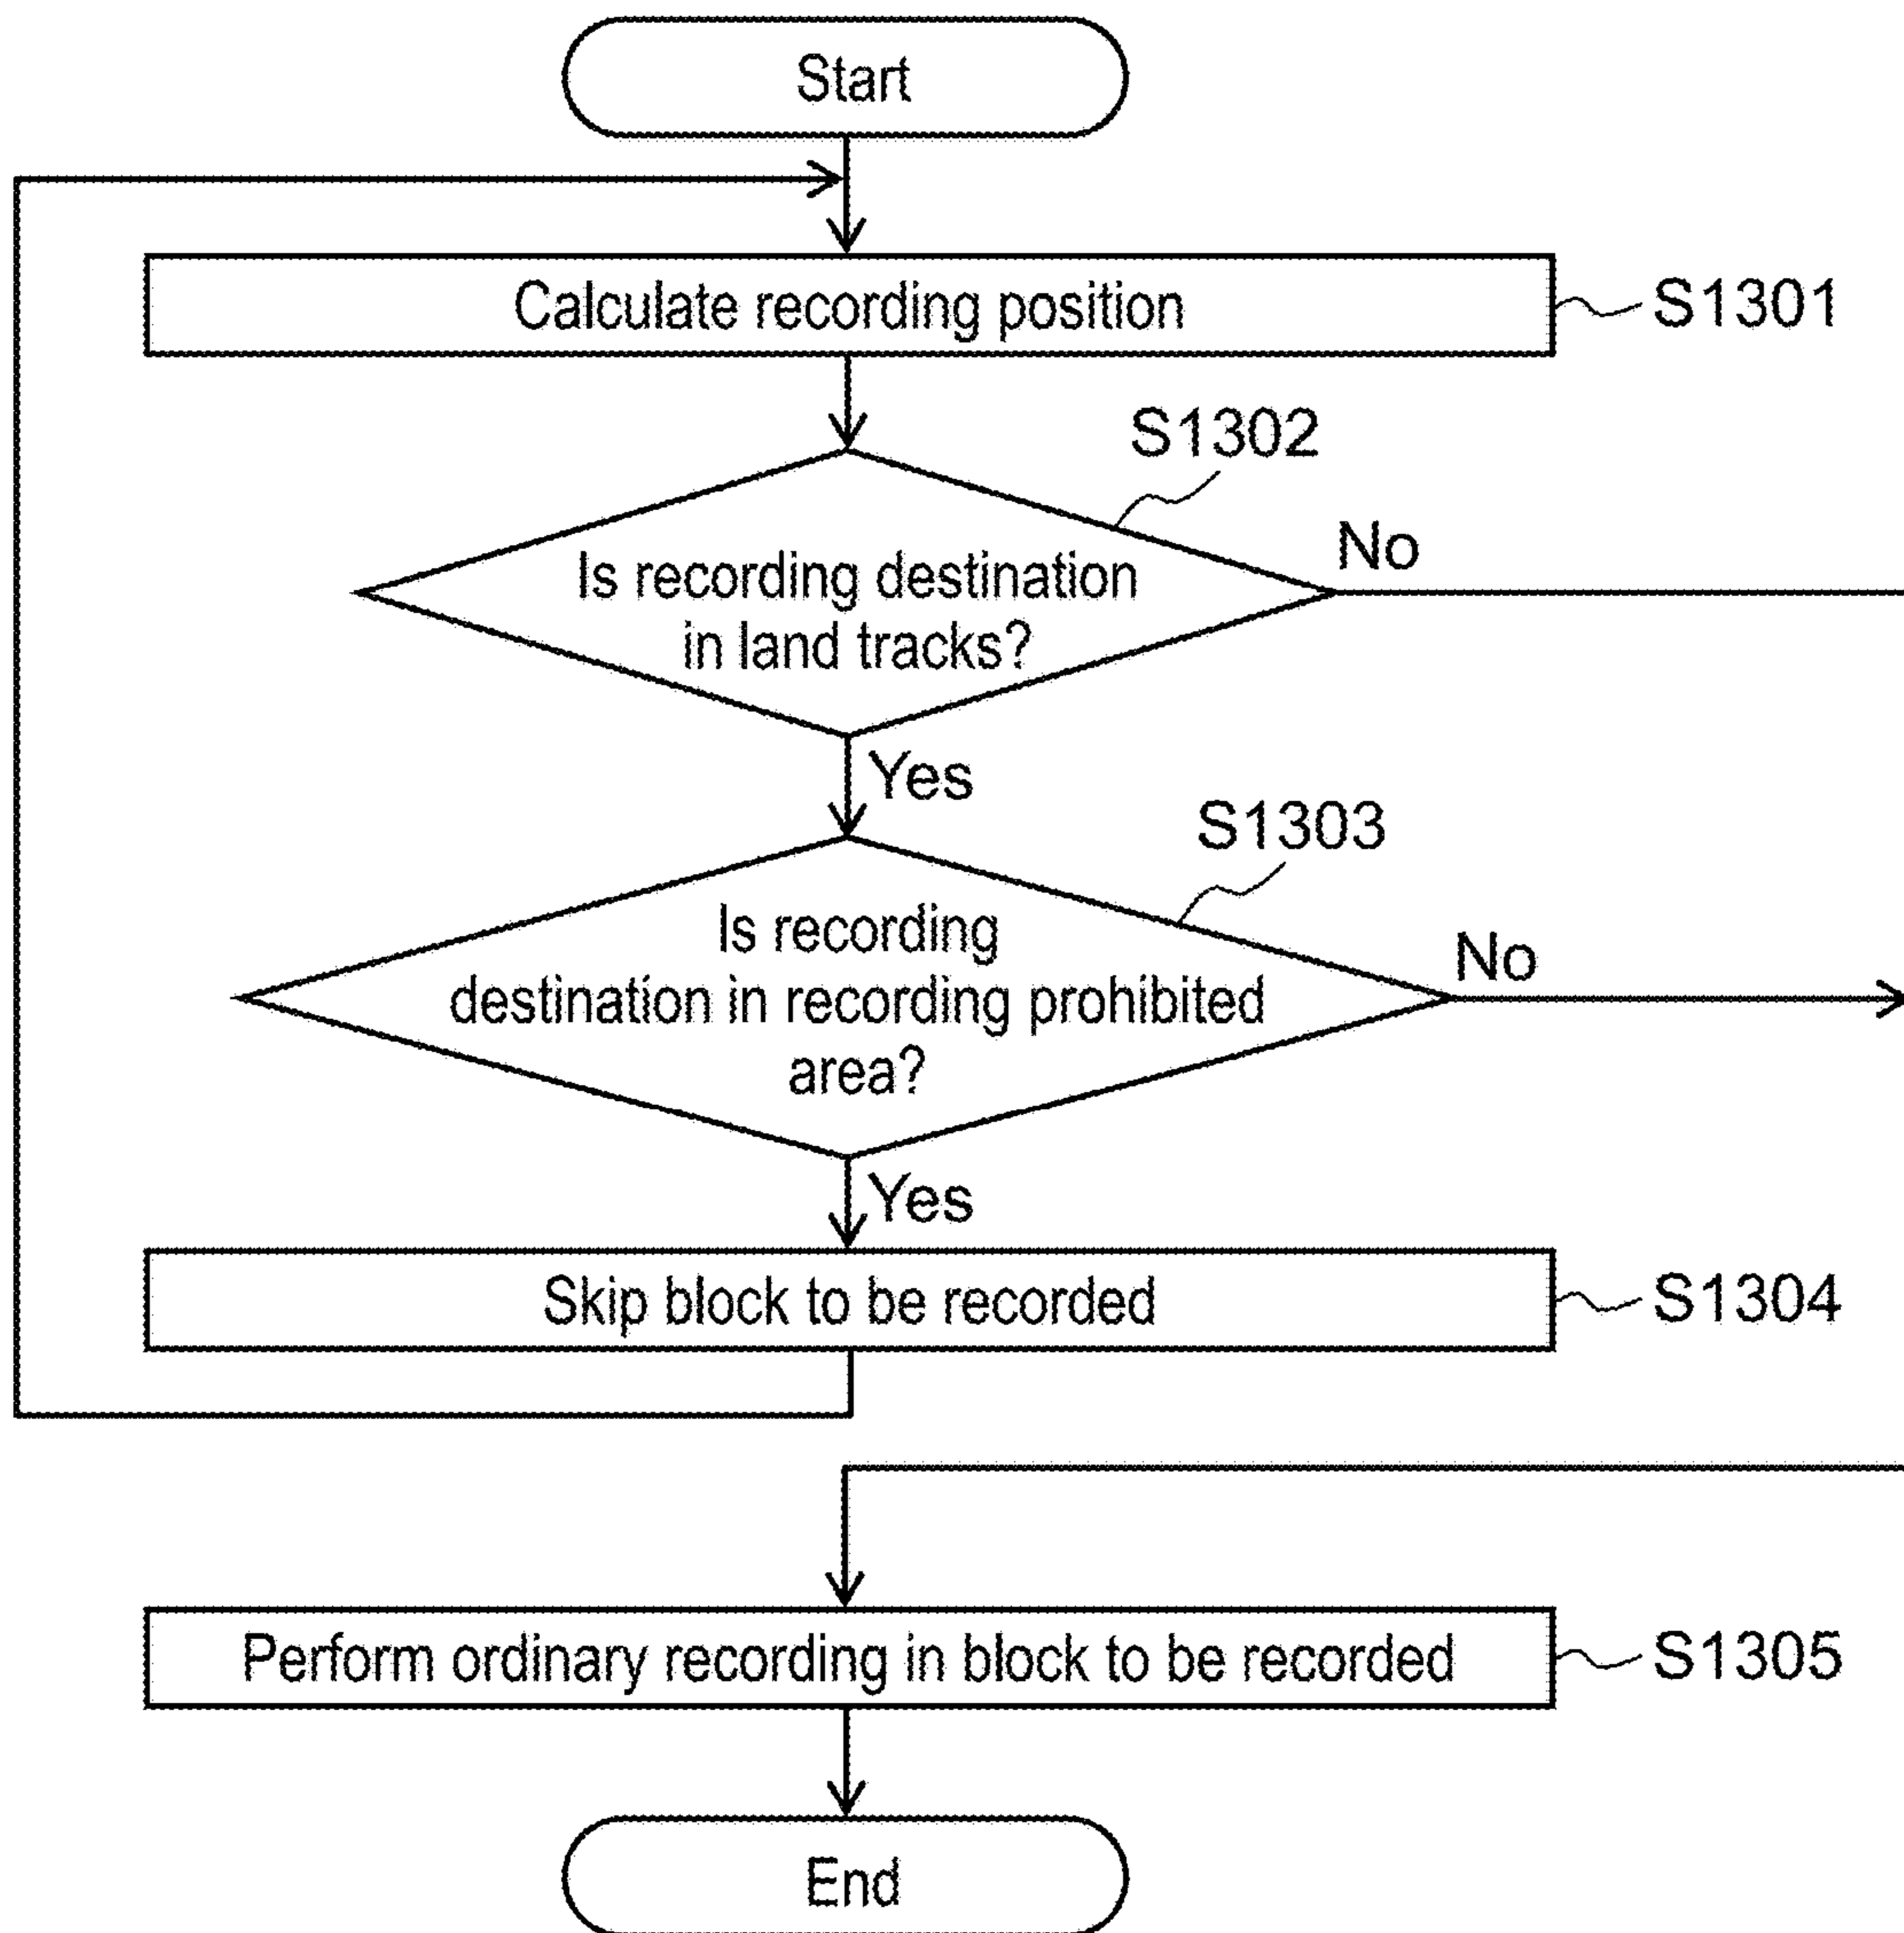 Start
Calculate recording position
S1301
S1302
Is recording destination
in land tracks?
No
Yes
S1303
Is recording
destination in recording prohibited
area?
No
Yes
Skip block to be recorded
S1304
Perform ordinary recording in block to be recorded
S1305
End